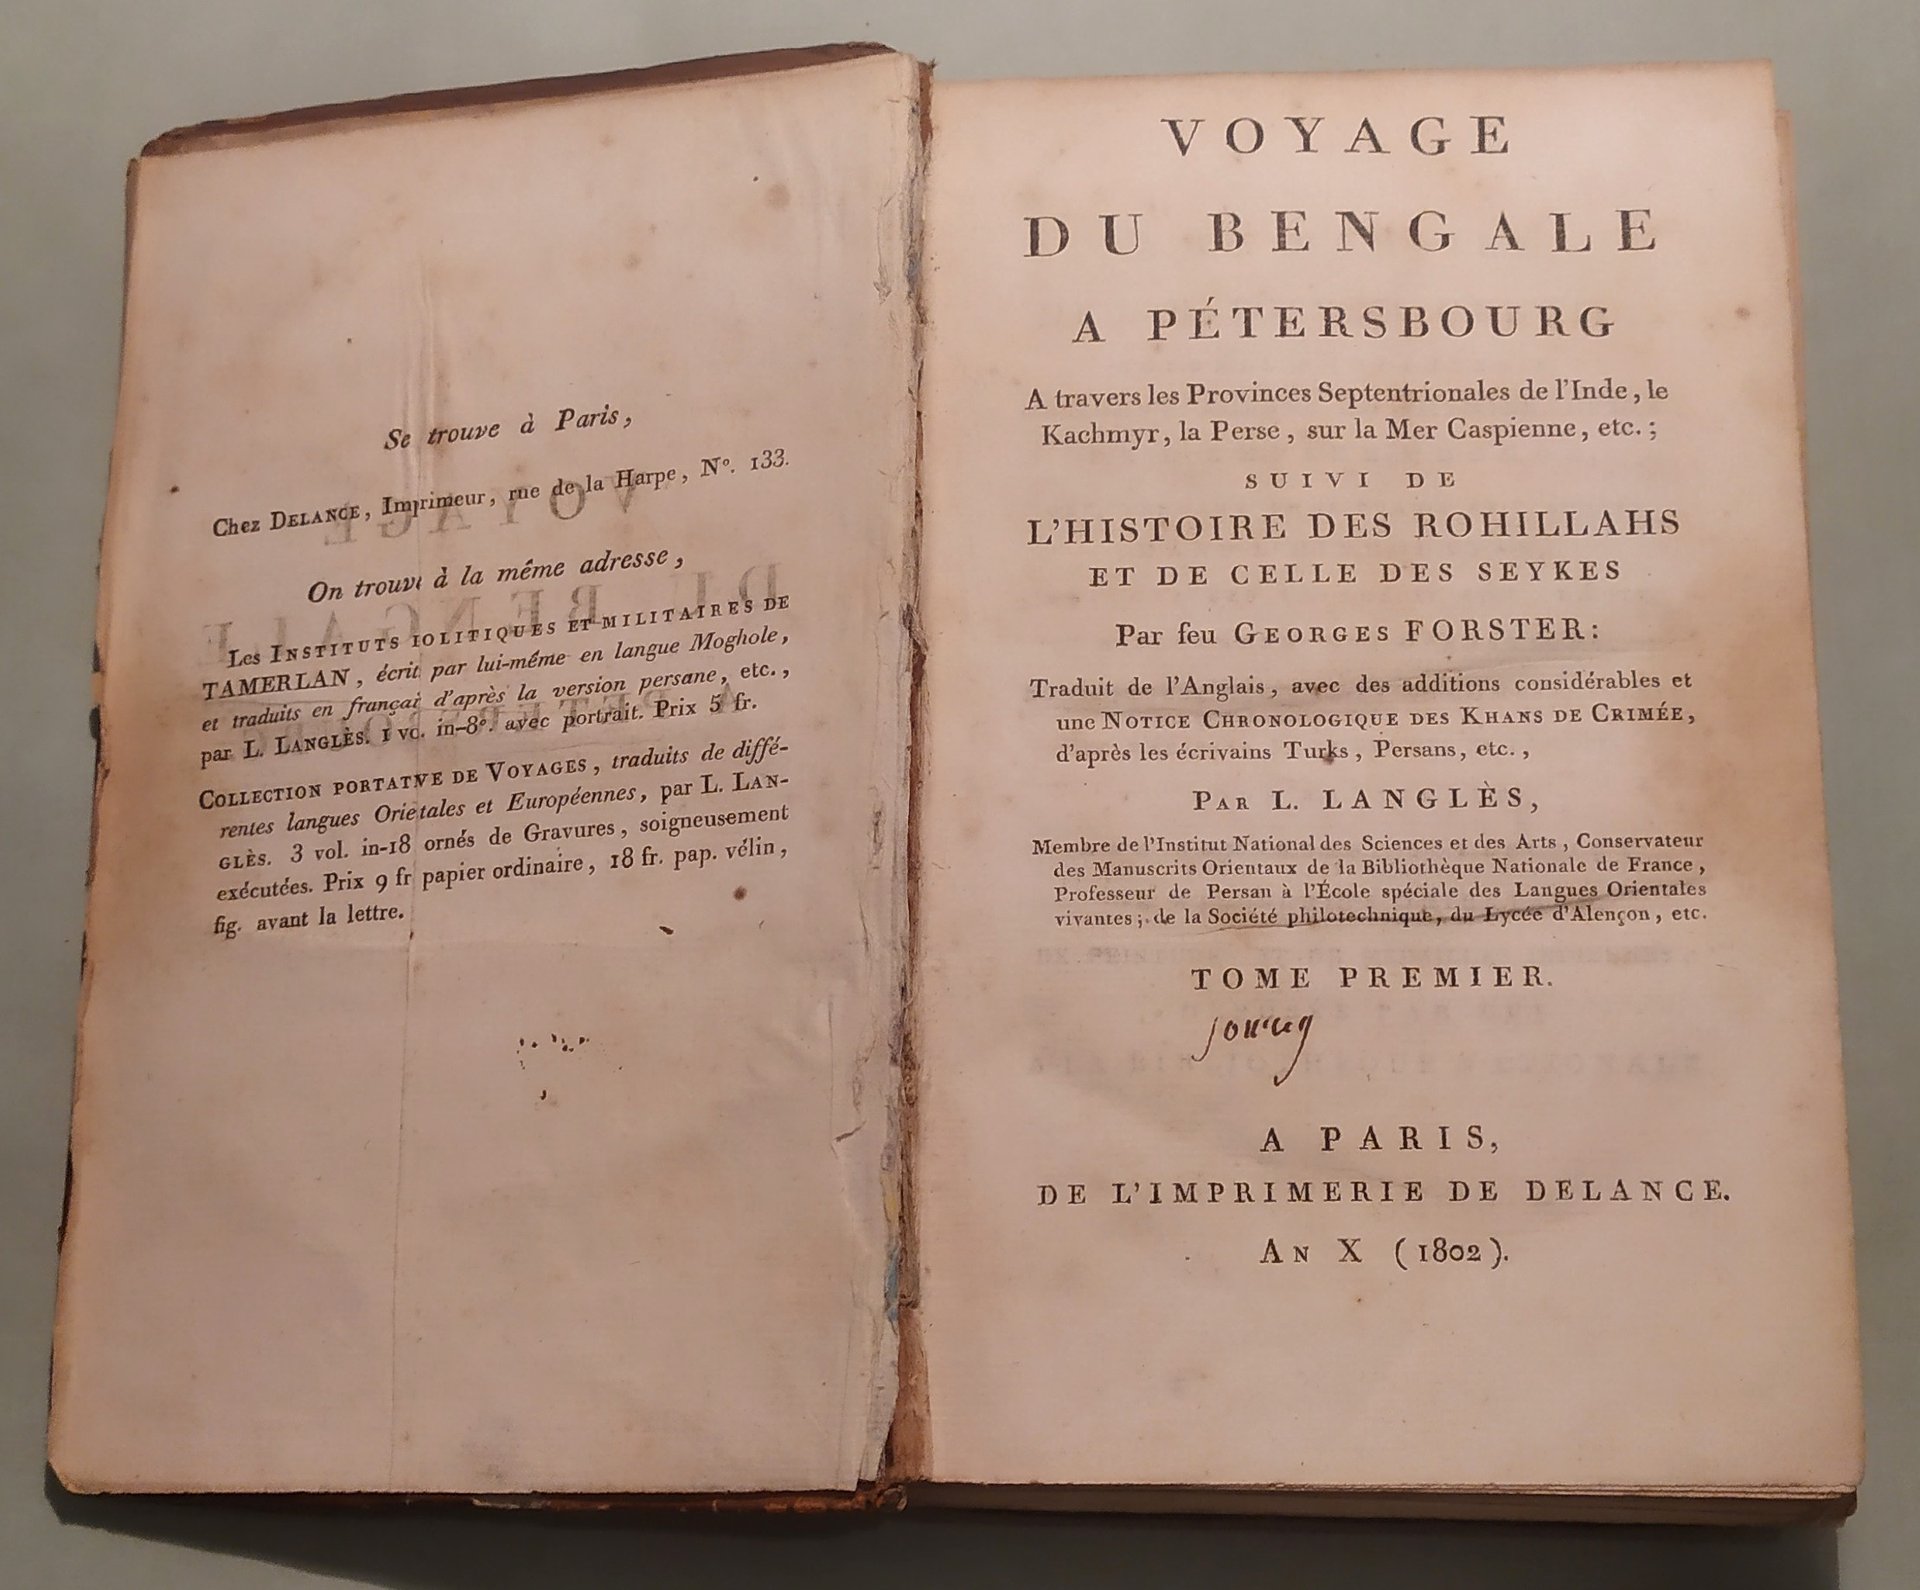 Se trouve à Paris,
Chez DELANCE, Imprimeur, rue de la Harpe, N°. 133.
On trouve à la même adresse,
Les INSTITUTS IOLITIQUES ET MILITAIRES DE
TAMERLAN, écrit par lui-même en langue Moghole,
et traduits en françai d'après la version persane, etc.,
par L. LANGLÈS. 1 vo. in-8°. avec portrait. Prix 5 fr.
COLLECTION PORTATIVE DE VOYAGES, traduits de diffé-
rentes langues Orietales et Européennes, par L. LAN-
GLÈS. 3 vol. in-18 ornés de Gravures, soigneusement
exécutées. Prix 9 fr papier ordinaire, 18 fr. pap. vélin,
fig. avant la lettre.
VOYAGE
DU BENGALE
A PÉTERSBOURG
A travers les Provinces Septentrionales de l'Inde, le
Kachmyr, la Perse, sur la Mer Caspienne, etc.;
SUIVI DE
L'HISTOIRE DES ROHILLAHS
ET DE CELLE DES SEYKES
Par feu GEORGES FORSTER:
Traduit de l'Anglais, avec des additions considérables et
une NOTICE CHRONOLOGIQUE DES KHANS DE CRIMÉE,
d'après les écrivains Turks, Persans, etc.,
PAR L. LANGLÈS,
Membre de l'Institut National des Sciences et des Arts, Conservateur
des Manuscrits Orientaux de la Bibliothèque Nationale de France,
Professeur de Persan à l'École spéciale des Langues Orientales
vivantes; de la Société philotechnique, du Lycée d'Alençon, etc.
TOME PREMIER.
A PARIS,
DE L'IMPRIMERIE DE DELANCE.
AN X (1802).